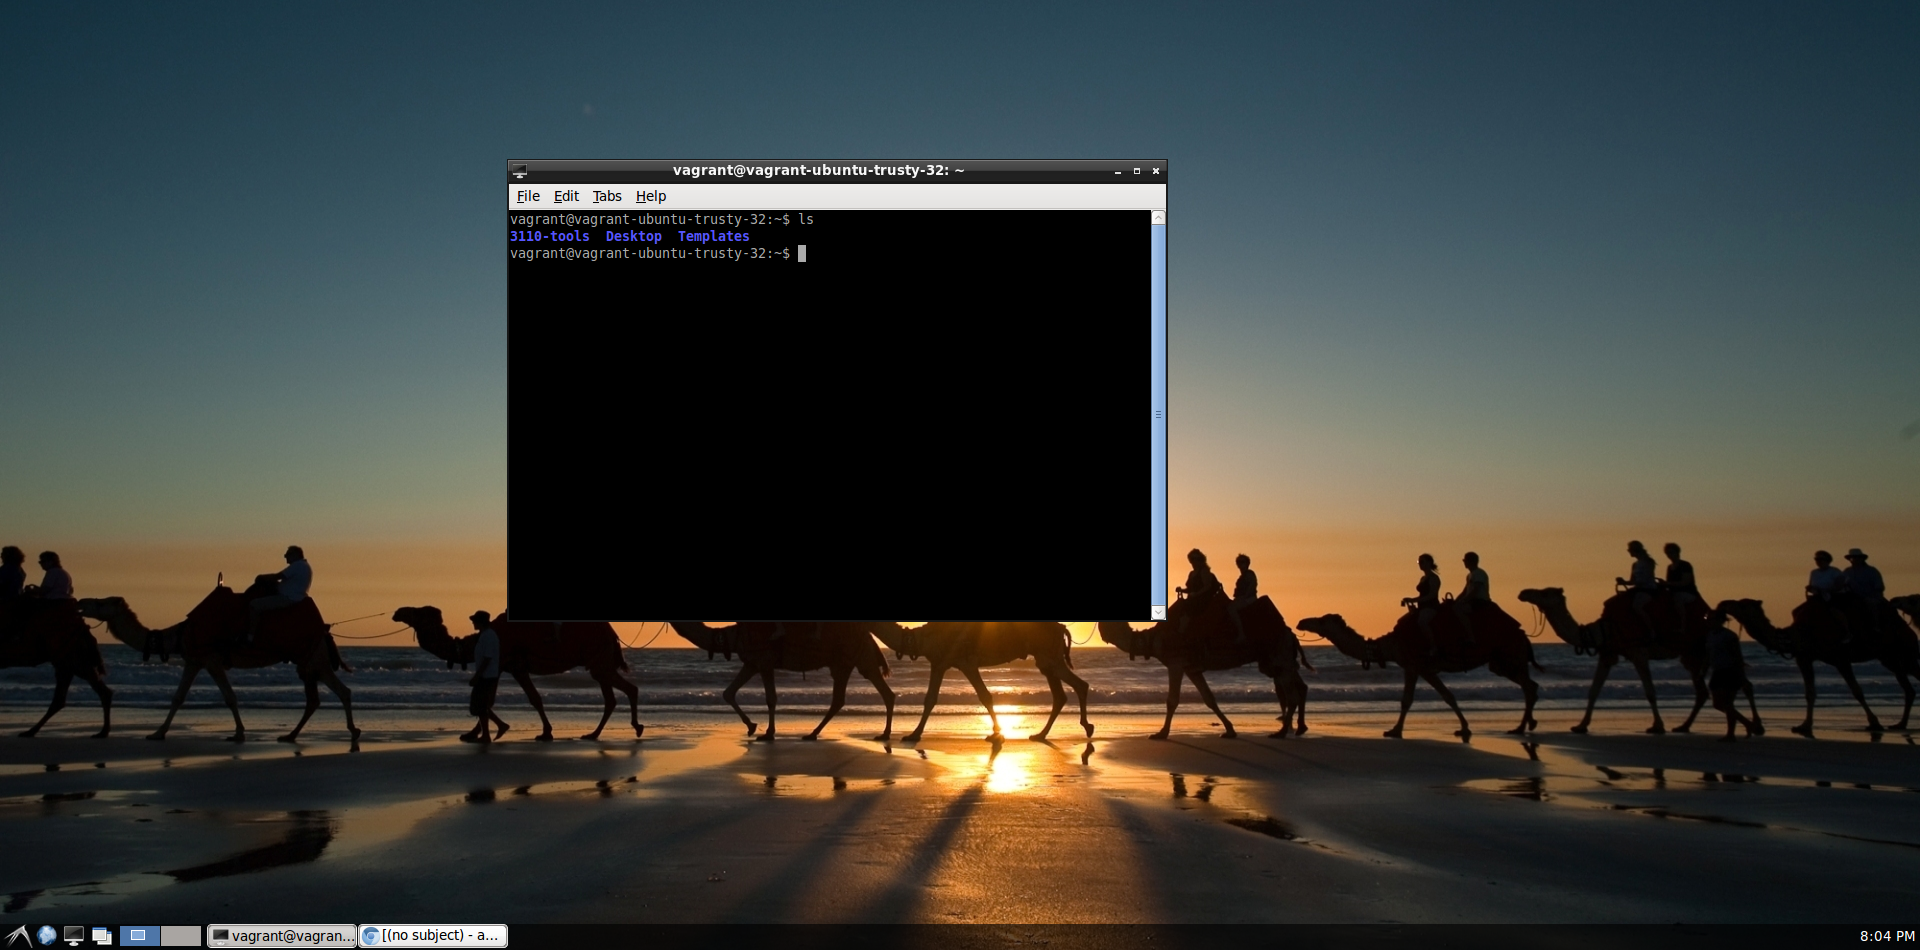 vagrant@vagrant-ubuntu-trusty-32: ~
File Edit Tabs Help
vagrant@vagrant-ubuntu-trusty-32:~$ ls
3110-tools Desktop Templates
vagrant@vagrant-ubuntu-trusty-32:~$
vagrant@vagran...
[(no subject) - a...
8:04 PM